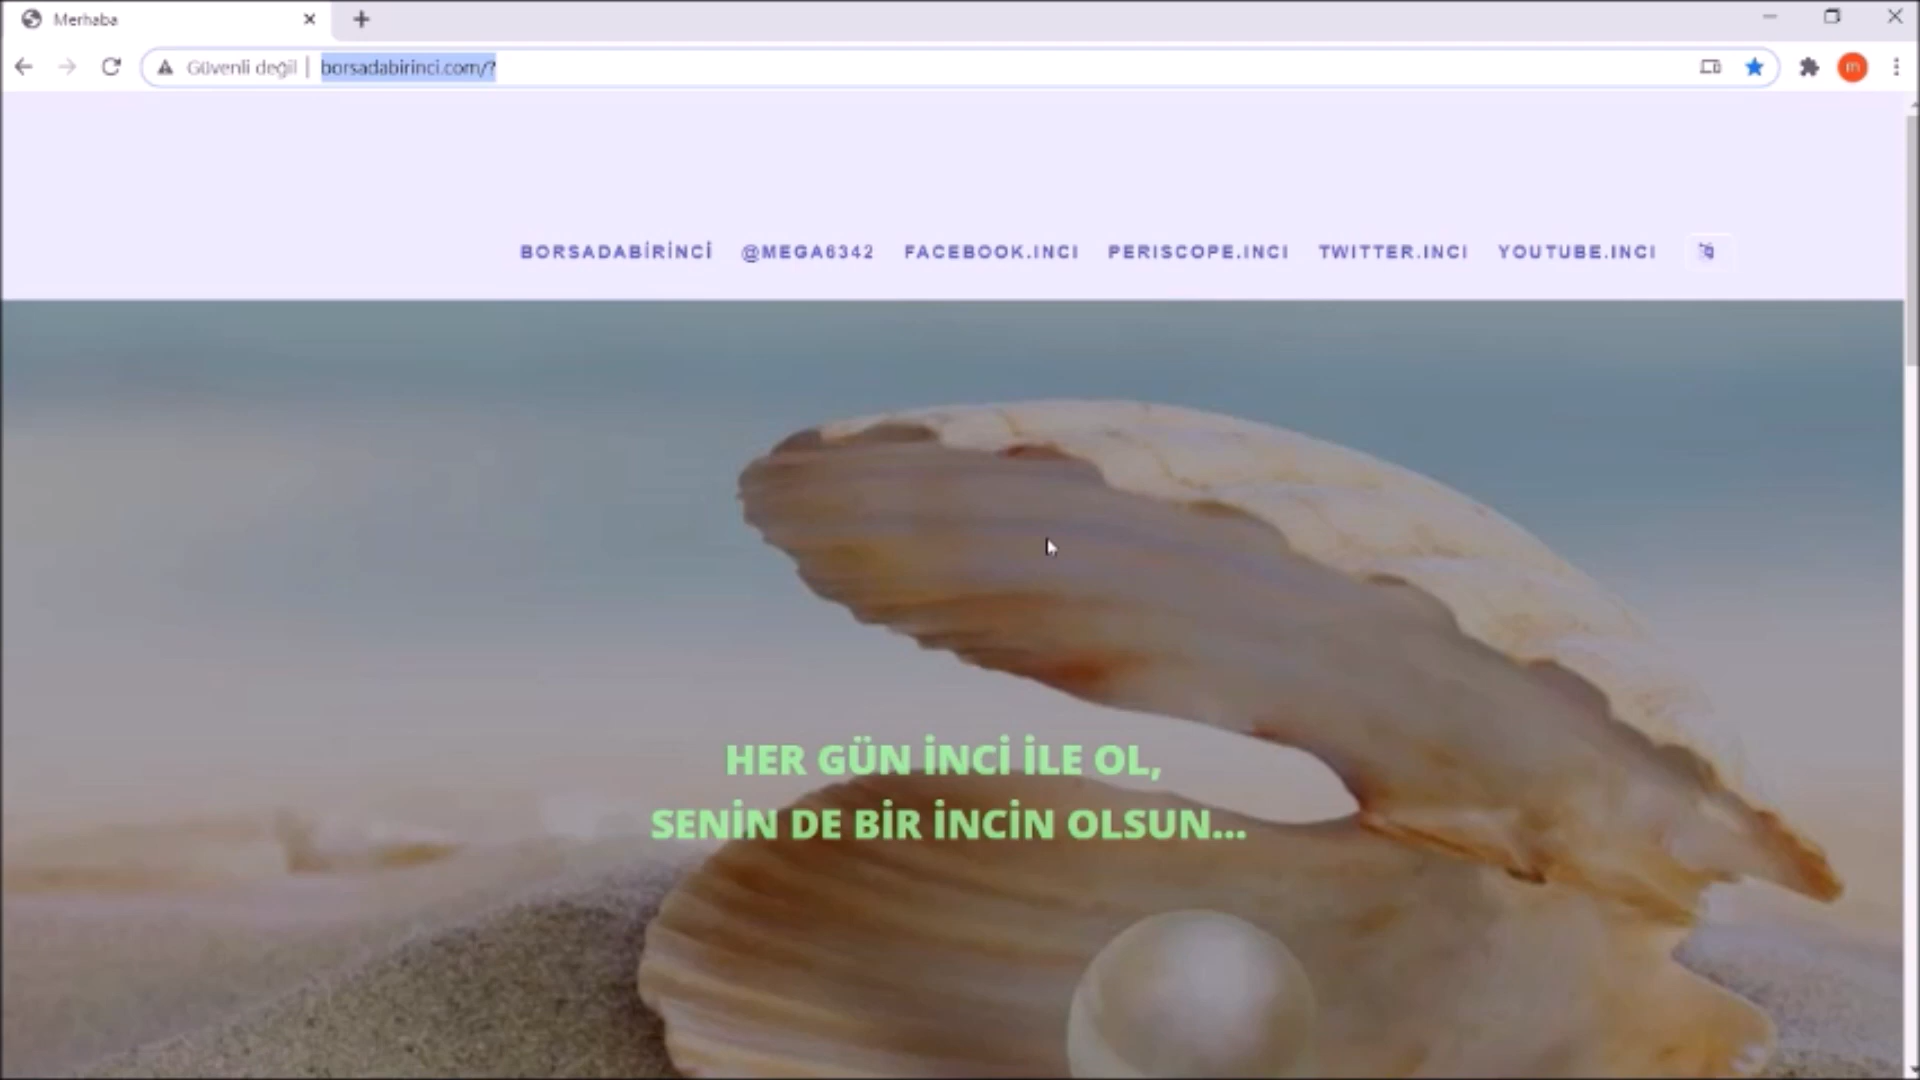 Merhaba
Güvenli değil
borsadabirinci.com/?
m
BORSADABİRİNCİ @MEGA6342 FACEBOOK.INCI PERISCOPE.INCI TWITTER.INCI YOUTUBE.INCI
HER GÜN İNCİ İLE OL,
SENİN DE BİR İNCİN OLSUN...